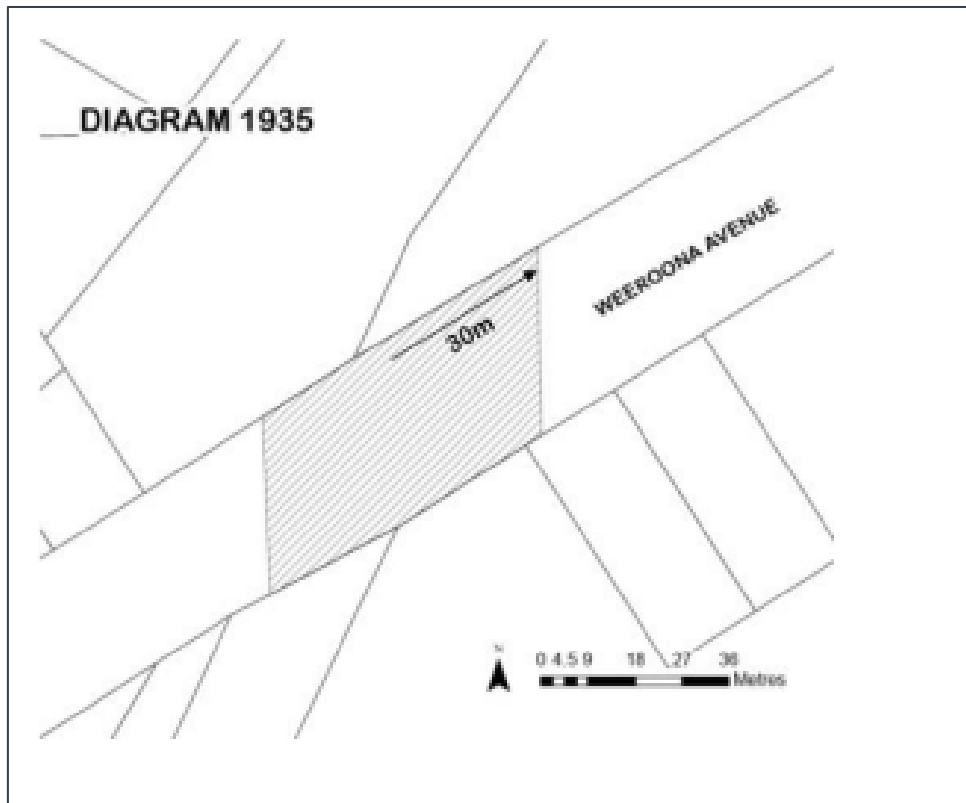 DIAGRAM 1935
WEEROONA AVENUE
30m
N
0 4.5 9 18 27 36
Metres